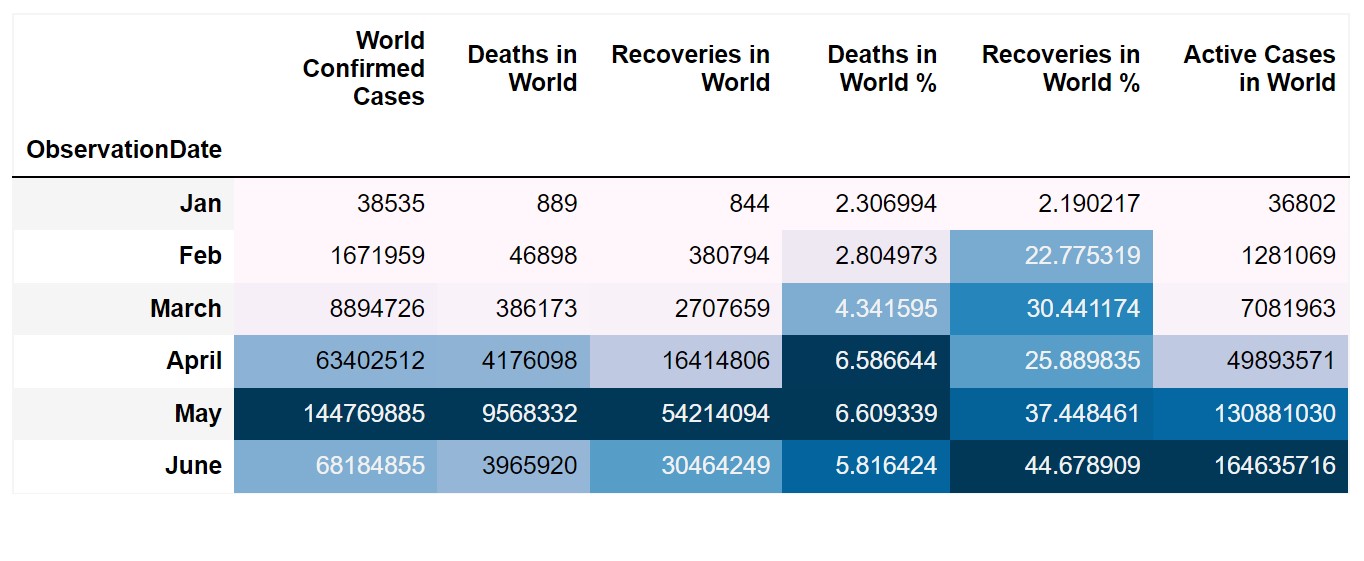 World Confirmed Cases Deaths in World Recoveries in World Deaths in World % Recoveries in World % Active Cases in World
ObservationDate
Jan 38535 889 844 2.306994 2.190217 36802
Feb 1671959 46898 380794 2.804973 22.775319 1281069
March 8894726 386173 2707659 4.341595 30.441174 7081963
April 63402512 4176098 16414806 6.586644 25.889835 49893571
May 144769885 9568332 54214094 6.609339 37.448461 130881030
June 68184855 3965920 30464249 5.816424 44.678909 164635716